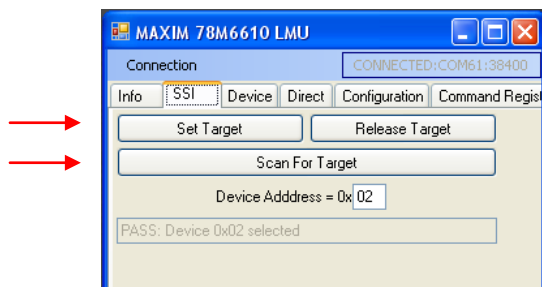 MAXIM 78M6610 LMU
Connection CONNECTED:COM61:38400
Info SSI Device Direct Configuration Command Regist
Set Target Release Target
Scan For Target
Device Adddress = 0x 02
PASS: Device 0x02 selected